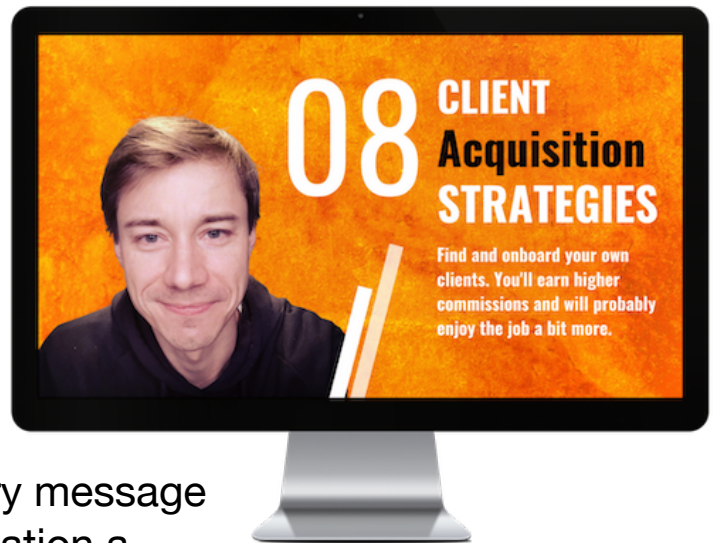 08
CLIENT
Acquisition
STRATEGIES
Find and onboard your own
clients. You'll earn higher
commissions and will probably
enjoy the job a bit more.
message